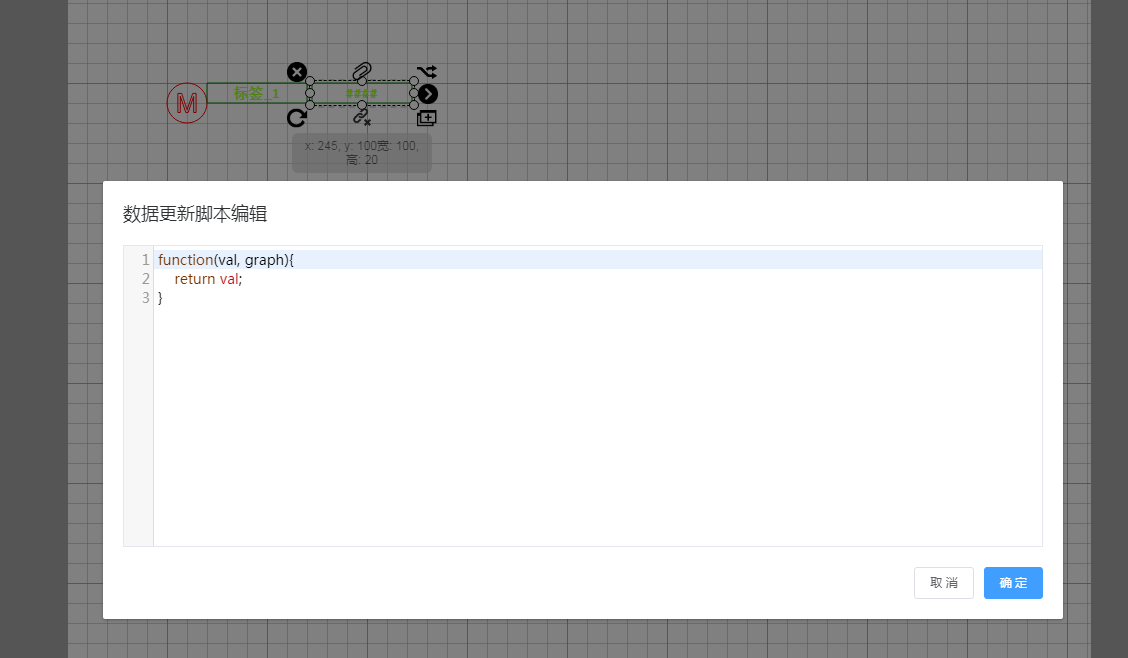 M
标签_1
####
x: 245, y: 100宽: 100,
高: 20
数据更新脚本编辑
1 function(val, graph){
2 return val;
3 }
取消
确定